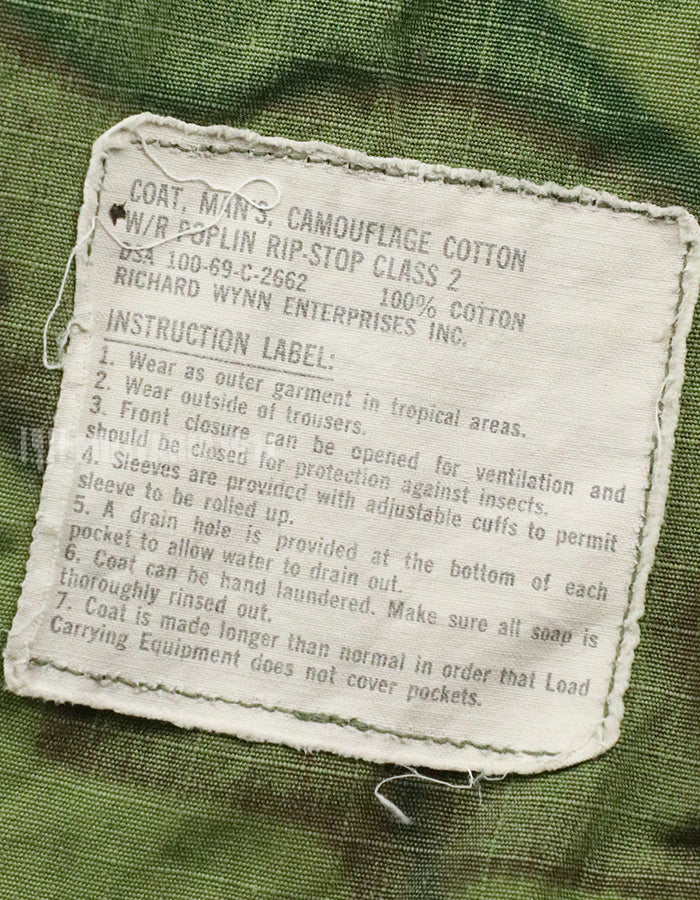 COAT, MAN'S, CAMOUFLAGE COTTON
W/R POPLIN RIP-STOP CLASS 2
DSA 100-69-C-2662 100% COTTON
RICHARD WYNN ENTERPRISES INC.
INSTRUCTION LABEL:
1. Wear as outer garment in tropical areas.
2. Wear outside of trousers.
3. Front closure can be opened for ventilation and
should be closed for protection against insects.
4. Sleeves are provided with adjustable cuffs to permit
sleeve to be rolled up.
5. A drain hole is provided at the bottom of each
pocket to allow water to drain out.
6. Coat can be hand laundered. Make sure all soap is
thoroughly rinsed out.
7. Coat is made longer than normal in order that Load
Carrying Equipment does not cover pockets.